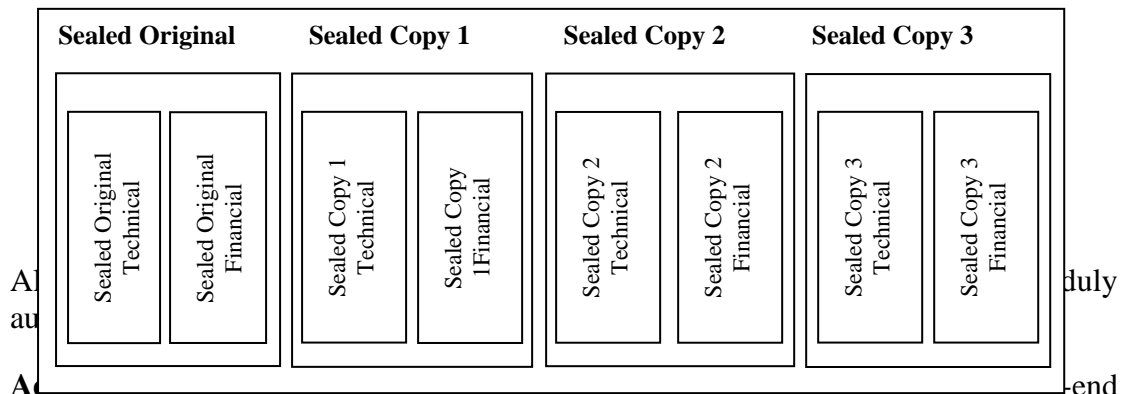 Sealed Original Sealed Copy 1 Sealed Copy 2 Sealed Copy 3
Sealed Original
Technical
Sealed Original
Financial
Sealed Copy 1
Technical
Sealed Copy
1Financial
Sealed Copy 2
Technical
Sealed Copy 2
Financial
Sealed Copy 3
Technical
Sealed Copy 3
Financial
duly
-end